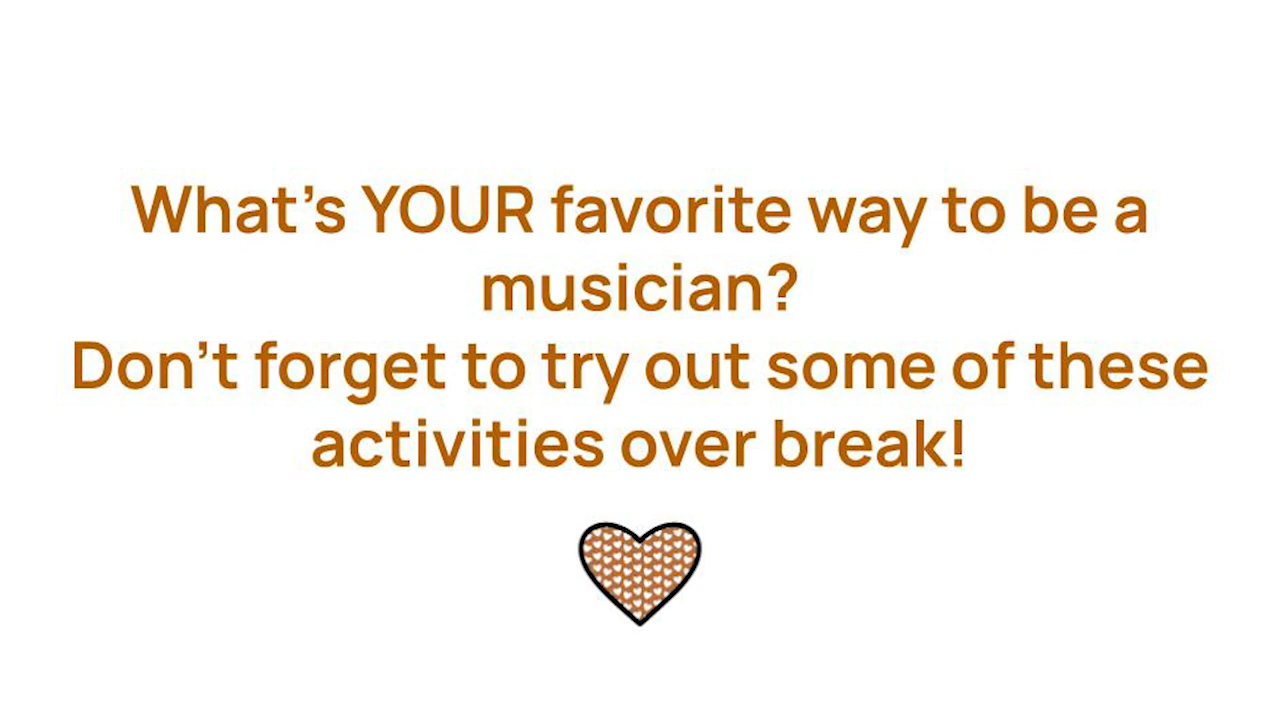 What’s YOUR favorite way to be a
musician?
Don’t forget to try out some of these
activities over break!